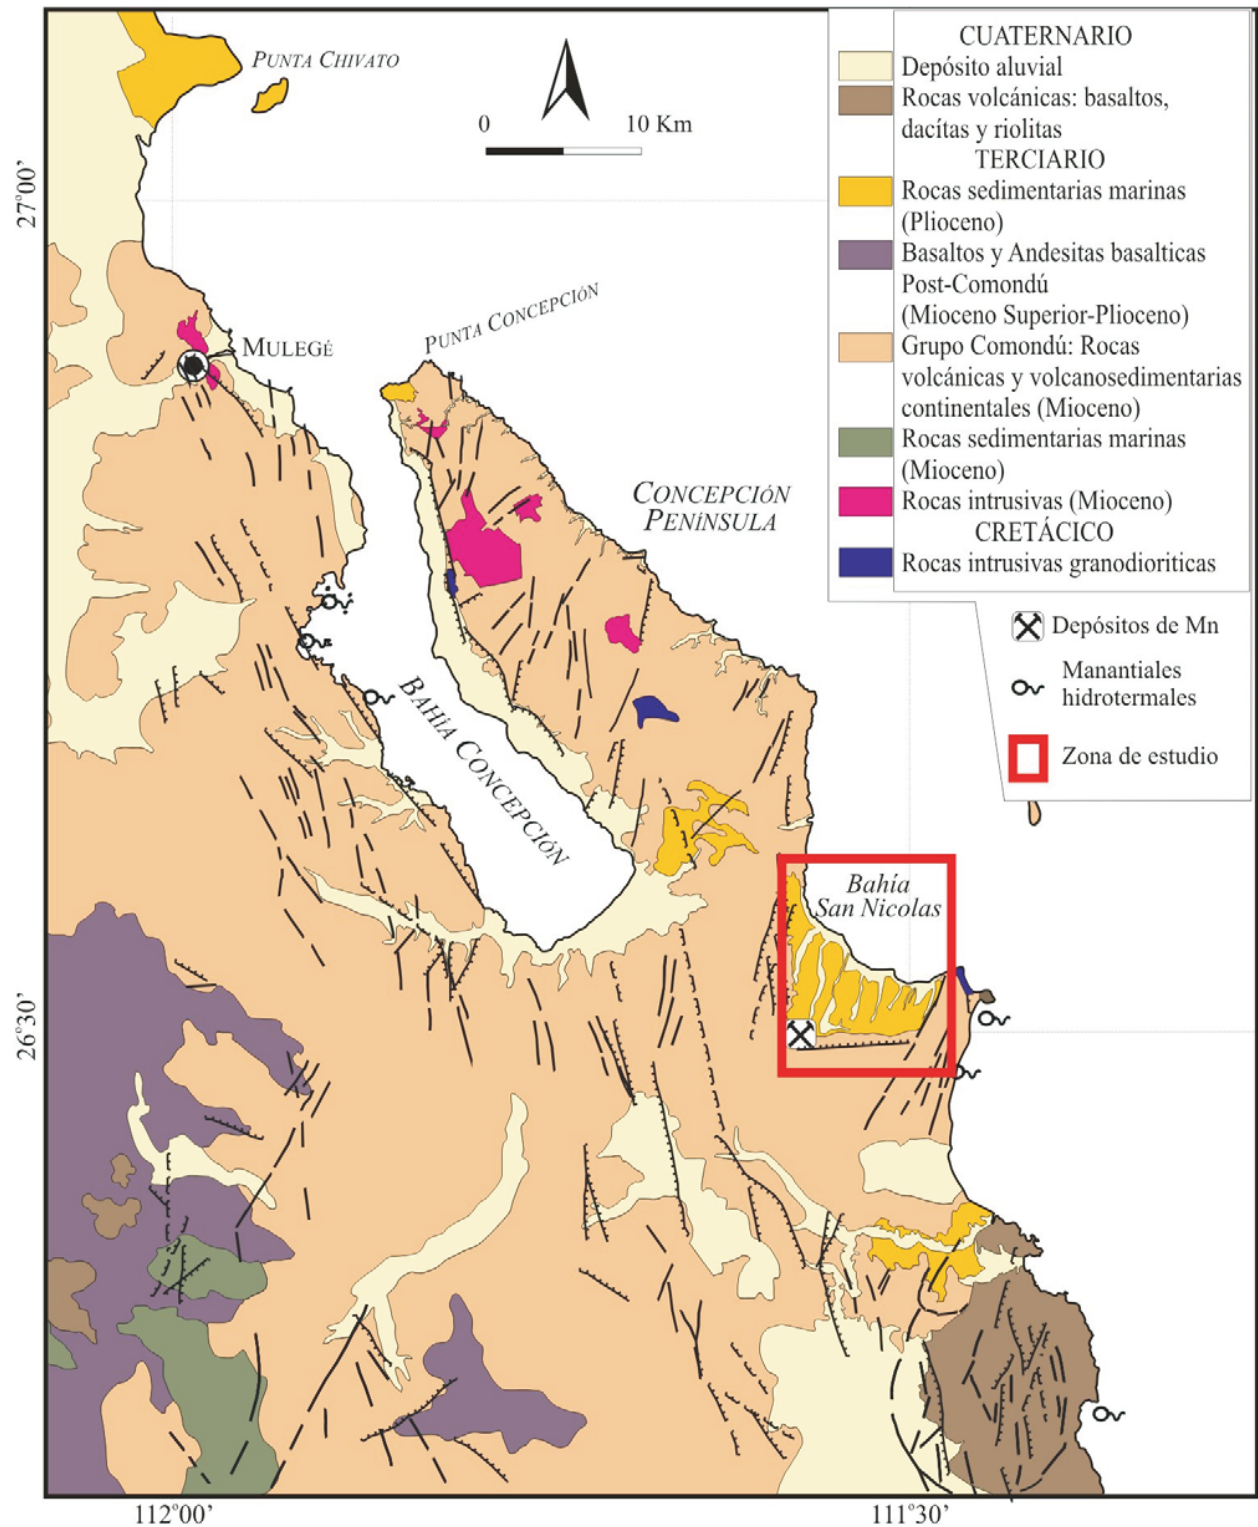 PUNTA CHIVATO
0 10 Km
27°00'
PUNTA CONCEPCIÓN
MULEGÉ
CONCEPCIÓN
PENÍNSULA
BAHÍA CONCEPCIÓN
Bahía
San Nicolas
26°30'
112°00'
111°30'
CUATERNARIO
Depósito aluvial
Rocas volcánicas: basaltos,
dacítas y riolitas
TERCIARIO
Rocas sedimentarias marinas
(Plioceno)
Basaltos y Andesitas basalticas
Post-Comondú
(Mioceno Superior-Plioceno)
Grupo Comondú: Rocas
volcánicas y volcanosedimentarias
continentales (Mioceno)
Rocas sedimentarias marinas
(Mioceno)
Rocas intrusivas (Mioceno)
CRETÁCICO
Rocas intrusivas granodioriticas
Depósitos de Mn
Manantiales
hidrotermales
Zona de estudio